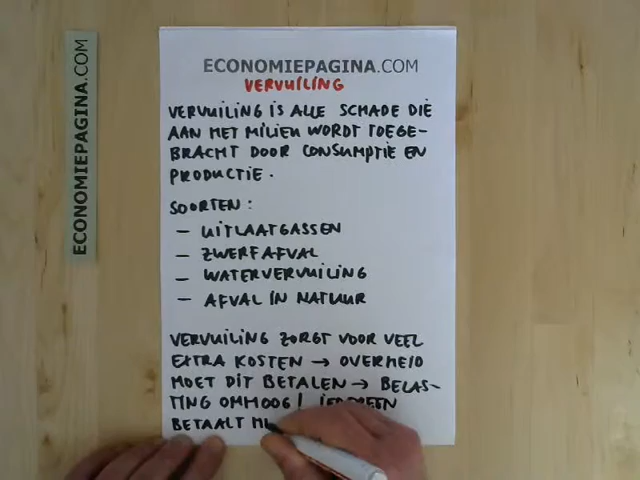 ECONOMIEPAGINA.COM
ECONOMIEPAGINA.COM
VERVUILING
VERVUILING IS ALLE SCHADE DIE
AAN HET MILIEU WORDT TOEGE-
BRACHT DOOR CONSUMPTIE EN
PRODUCTIE.
SOORTEN:
- UITLAATGASSEN
- ZWERFAFVAL
- WATERVERVUILING
- AFVAL IN NATUUR
VERVUILING ZORGT VOOR VEEL
EXTRA KOSTEN → OVERHEID
MOET DIT BETALEN → BELAS-
TING OMHOOG! IEDEREEN
BETAALT